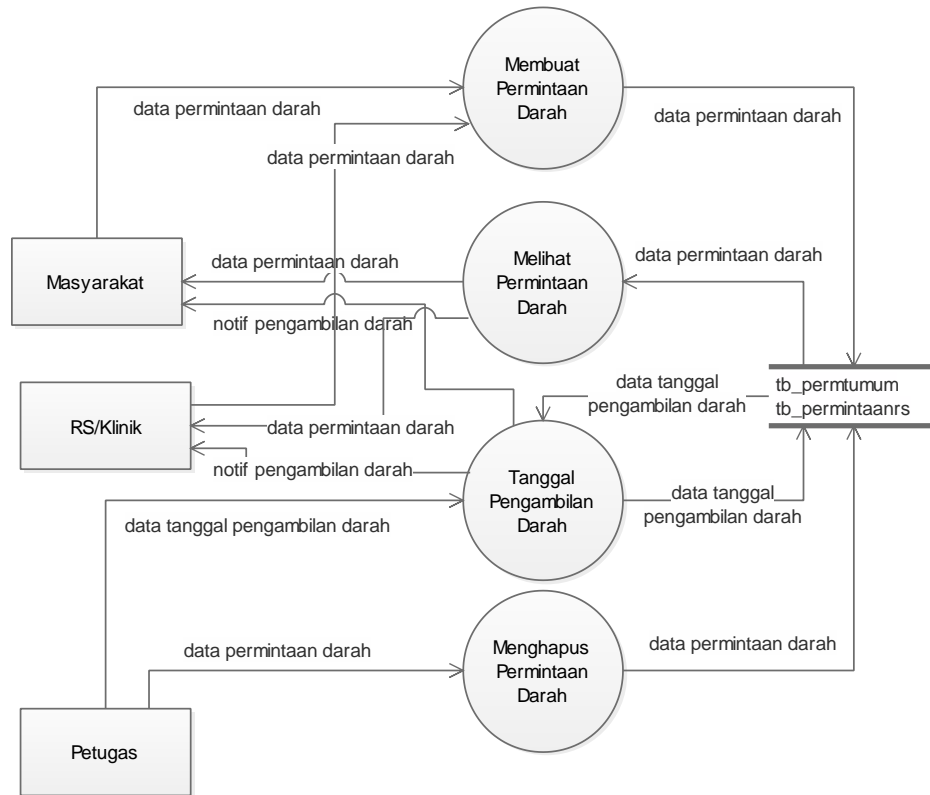 Membuat
Permintaan
Darah
data permintaan darah
data permintaan darah
data permintaan darah
Masyarakat
data permintaan darah
Melihat
Permintaan
Darah
data permintaan darah
notif pengambilan darah
RS/Klinik
data permintaan darah
notif pengambilan darah
data tanggal
pengambilan darah
tb_permtumum
tb_permintaanrs
Tanggal
Pengambilan
Darah
data tanggal
pengambilan darah
data tanggal pengambilan darah
data permintaan darah
Menghapus
Permintaan
Darah
data permintaan darah
Petugas